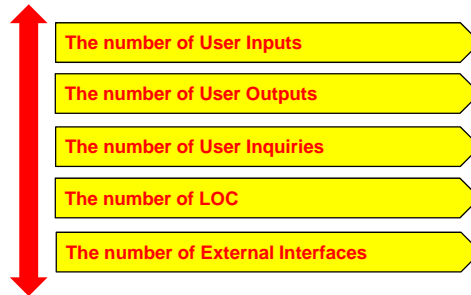 The number of User Inputs
The number of User Outputs
The number of User Inquiries
The number of LOC
The number of External Interfaces